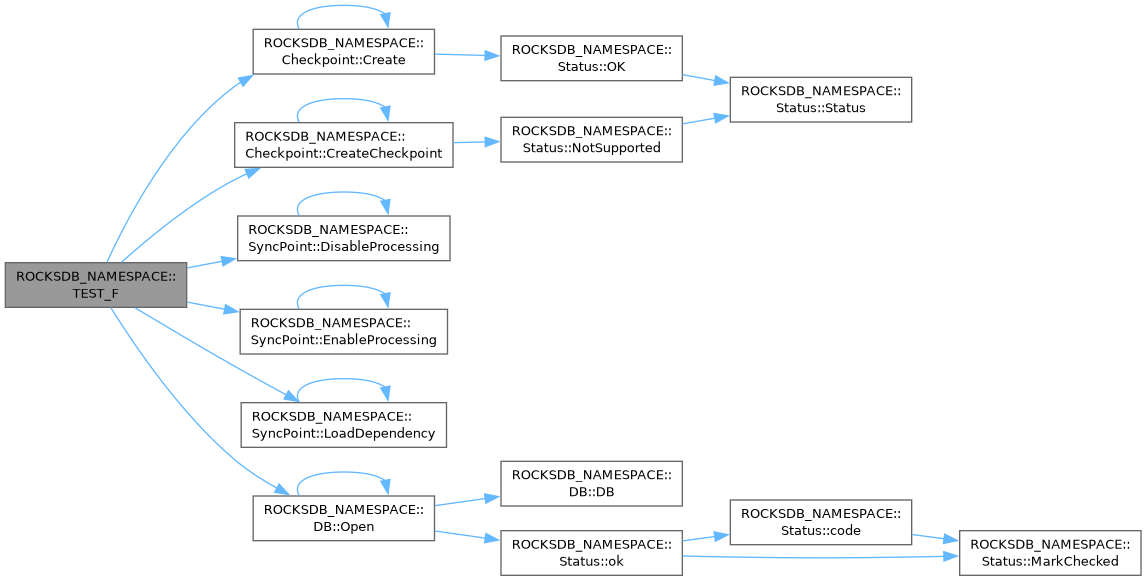 ROCKSDB_NAMESPACE::
TEST_F
ROCKSDB_NAMESPACE::
Checkpoint::Create
ROCKSDB_NAMESPACE::
Status::OK
ROCKSDB_NAMESPACE::
Status::Status
ROCKSDB_NAMESPACE::
Checkpoint::CreateCheckpoint
ROCKSDB_NAMESPACE::
Status::NotSupported
ROCKSDB_NAMESPACE::
SyncPoint::DisableProcessing
ROCKSDB_NAMESPACE::
SyncPoint::EnableProcessing
ROCKSDB_NAMESPACE::
SyncPoint::LoadDependency
ROCKSDB_NAMESPACE::
DB::Open
ROCKSDB_NAMESPACE::
DB::DB
ROCKSDB_NAMESPACE::
Status::ok
ROCKSDB_NAMESPACE::
Status::code
ROCKSDB_NAMESPACE::
Status::MarkChecked